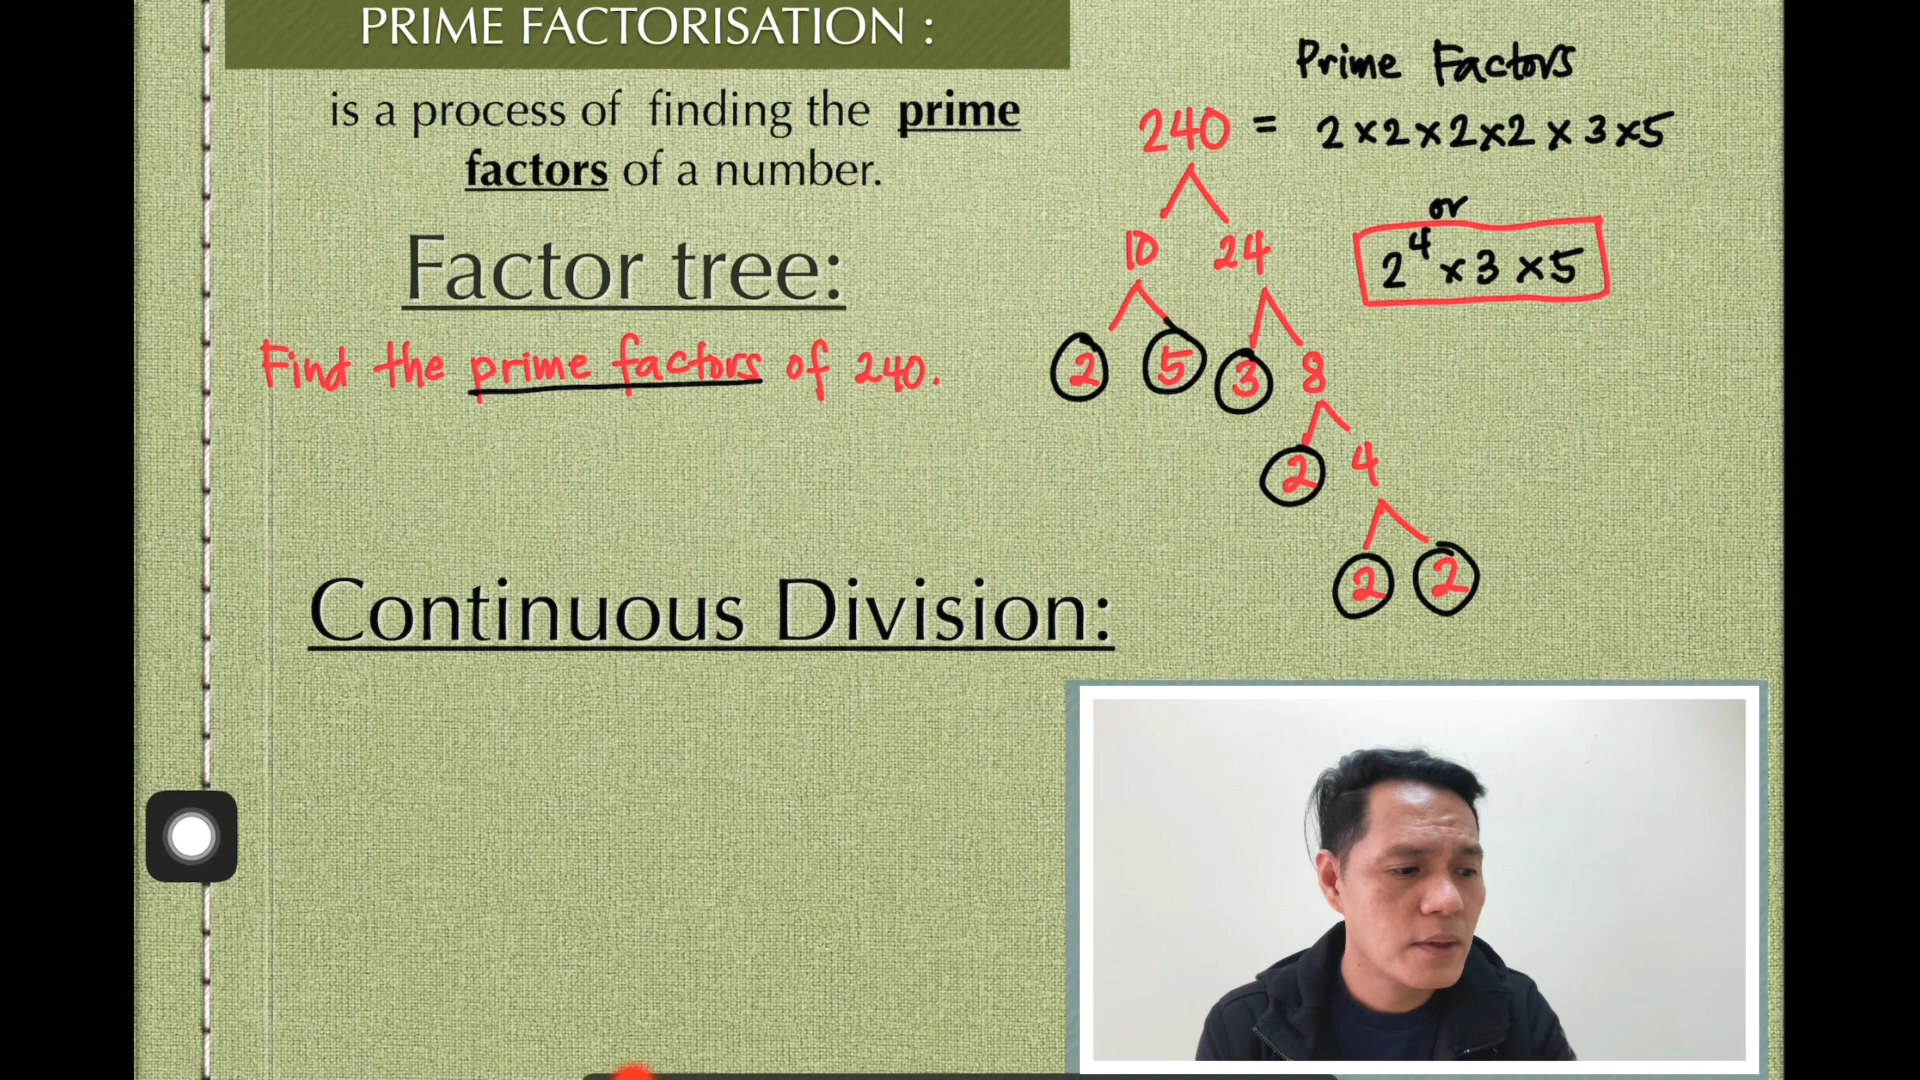 PRIME FACTORISATION :
is a process of finding the prime
factors of a number.
Factor tree:
Find the prime factors of 240.
Continuous Division:
Prime Factors
240 = 2 x 2 x 2 x 2 x 3 x 5
or
10 24
2⁴ x 3 x 5
2 5 3 8
2 4
2 2